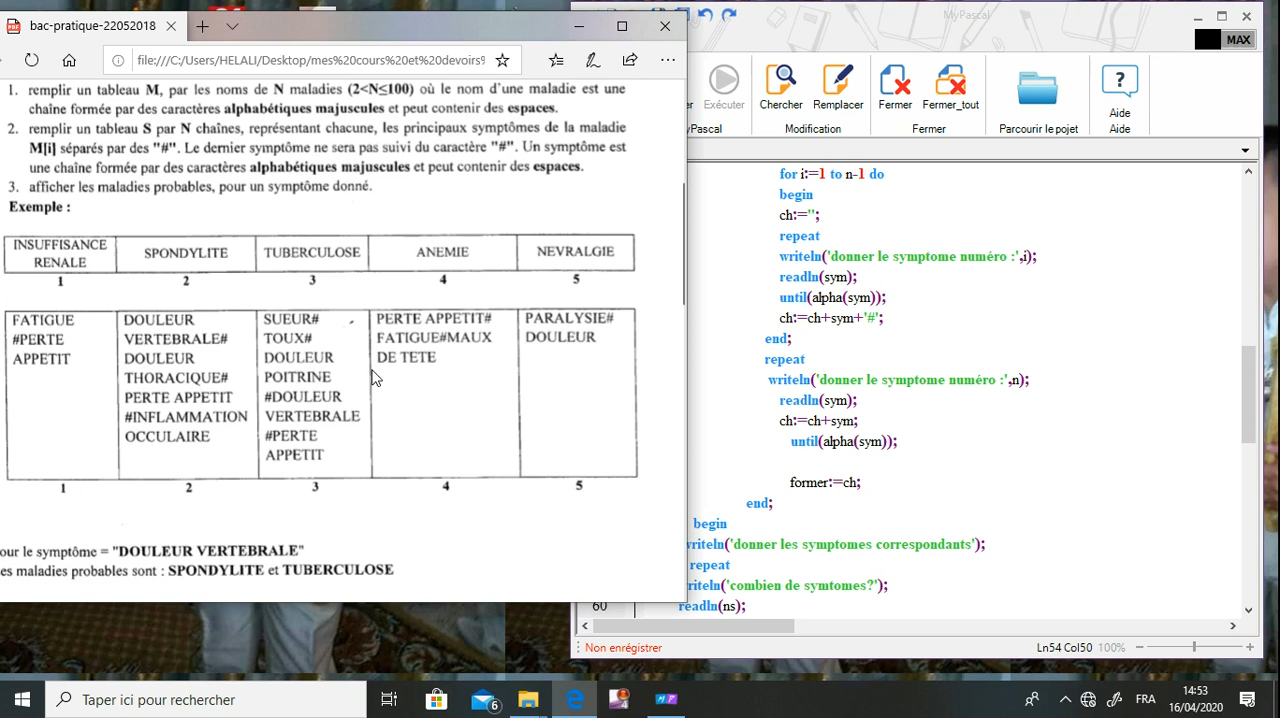 bac-pratique-22052018
file:///C:/Users/HELALI/Desktop/mes%20cours%20et%20devoirs%
1. remplir un tableau M, par les noms de N maladies (2<N≤100) où le nom d'une maladie est une
chaîne formée par des caractères alphabétiques majuscules et peut contenir des espaces.
2. remplir un tableau S par N chaînes, représentant chacune, les principaux symptômes de la maladie
M[i] séparés par des "#". Le dernier symptôme ne sera pas suivi du caractère "#". Un symptôme est
une chaîne formée par des caractères alphabétiques majuscules et peut contenir des espaces.
3. afficher les maladies probables, pour un symptôme donné.
Exemple :
INSUFFISANCE
RENALE
SPONDYLITE
TUBERCULOSE
ANEMIE
NEVRALGIE
1 2 3 4 5
FATIGUE
#PERTE
APPETIT
DOULEUR
VERTEBRALE#
DOULEUR
THORACIQUE#
PERTE APPETIT
#INFLAMMATION
OCCULAIRE
SUEUR#
TOUX#
DOULEUR
POITRINE
#DOULEUR
VERTEBRALE
#PERTE
APPETIT
PERTE APPETIT#
FATIGUE#MAUX
DE TETE
PARALYSIE#
DOULEUR
1 2 3 4 5
our le symptôme = "DOULEUR VERTEBRALE"
es maladies probables sont : SPONDYLITE et TUBERCULOSE
MyPascal
MAX
Exécuter
Chercher
Remplacer
Fermer
Fermer_tout
Parcourir le projet
Aide
yPascal
Modification
Fermer
Aide
for i:=1 to n-1 do
begin
ch:='';
repeat
writeln('donner le symptome numéro :',i);
readln(sym);
until(alpha(sym));
ch:=ch+sym+'#';
end;
repeat
writeln('donner le symptome numéro :',n);
readln(sym);
ch:=ch+sym;
until(alpha(sym));
former:=ch;
end;
begin
writeln('donner les symptomes correspondants');
repeat
writeln('combien de symtomes?');
60 readln(ns);
Non enrégistrer
Ln54 Col50 100%
Taper ici pour rechercher
6
4
FRA
4:53
16/04/2020